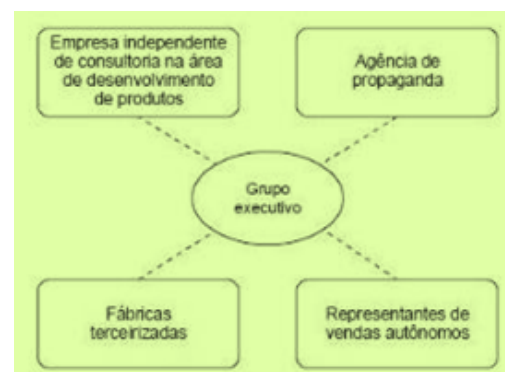 Empresa independente
de consultoria na área
de desenvolvimento
de produtos
Agência de
propaganda
Grupo
executivo
Fábricas
terceirizadas
Representantes de
vendas autônomos